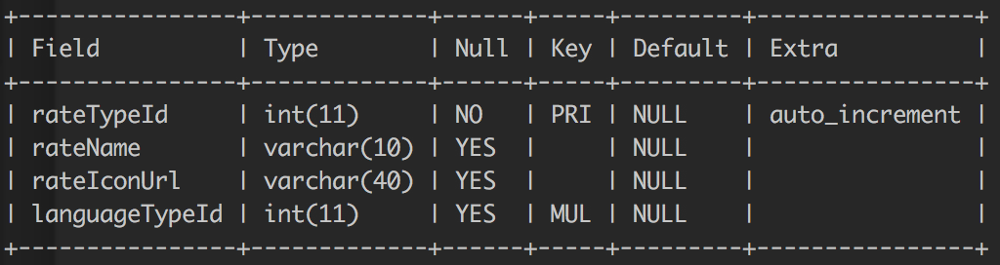 +----------------+-------------+------+-----+---------+----------------+
| Field          | Type        | Null | Key | Default | Extra          |
+----------------+-------------+------+-----+---------+----------------+
| rateTypeId     | int(11)     | NO   | PRI | NULL    | auto_increment |
| rateName       | varchar(10) | YES  |     | NULL    |                |
| rateIconUrl    | varchar(40) | YES  |     | NULL    |                |
| languageTypeId | int(11)     | YES  | MUL | NULL    |                |
+----------------+-------------+------+-----+---------+----------------+